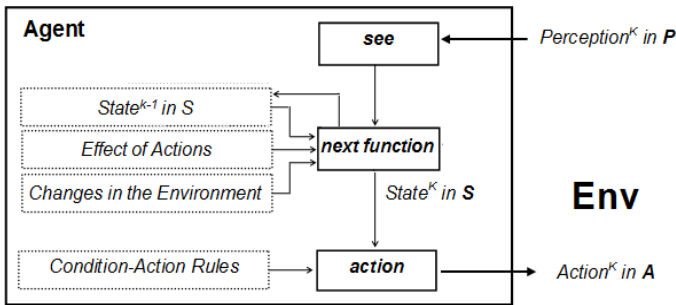 Agent
see
Perception^K in P
State^k-1 in S
Effect of Actions
next function
Changes in the Environment
State^K in S
Env
Condition-Action Rules
action
Action^K in A